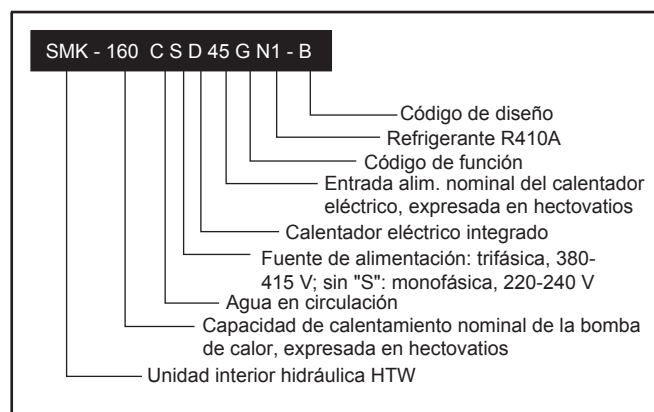 SMK - 160 C S D 45 G N1 - B
Código de diseño
Refrigerante R410A
Código de función
Entrada alim. nominal del calentador
eléctrico, expresada en hectovatios
Calentador eléctrico integrado
Fuente de alimentación: trifásica, 380-
415 V; sin "S": monofásica, 220-240 V
Agua en circulación
Capacidad de calentamiento nominal de la bomba
de calor, expresada en hectovatios
Unidad interior hidráulica HTW